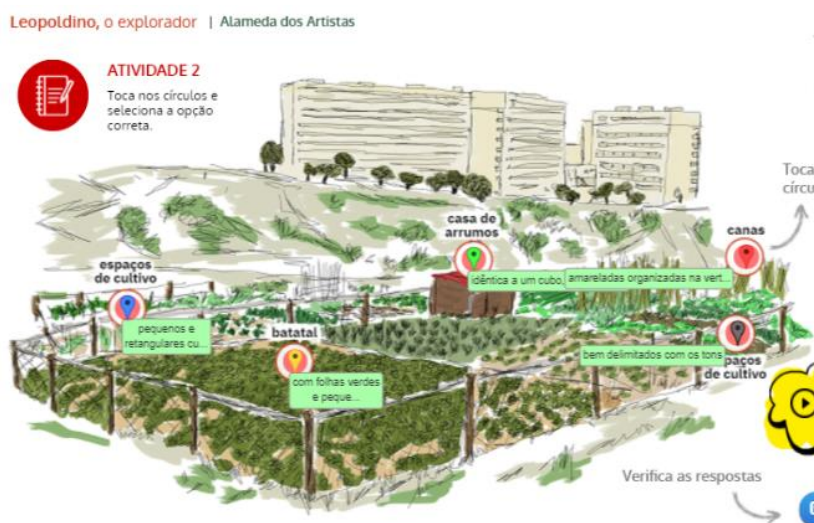 Leopoldino, o explorador | Alameda dos Artistas
ATIVIDADE 2
Toca nos círculos e
seleciona a opção
correta.
Toca
círcu
casa de
arrumos
canas
idêntica a um cubo,
amareladas organizadas na vert...
espaços
de cultivo
pequenos e
retangulares cu...
batatal
com folhas verdes
e peque...
bem delimitados com os tons
paços
de cultivo
Verifica as respostas